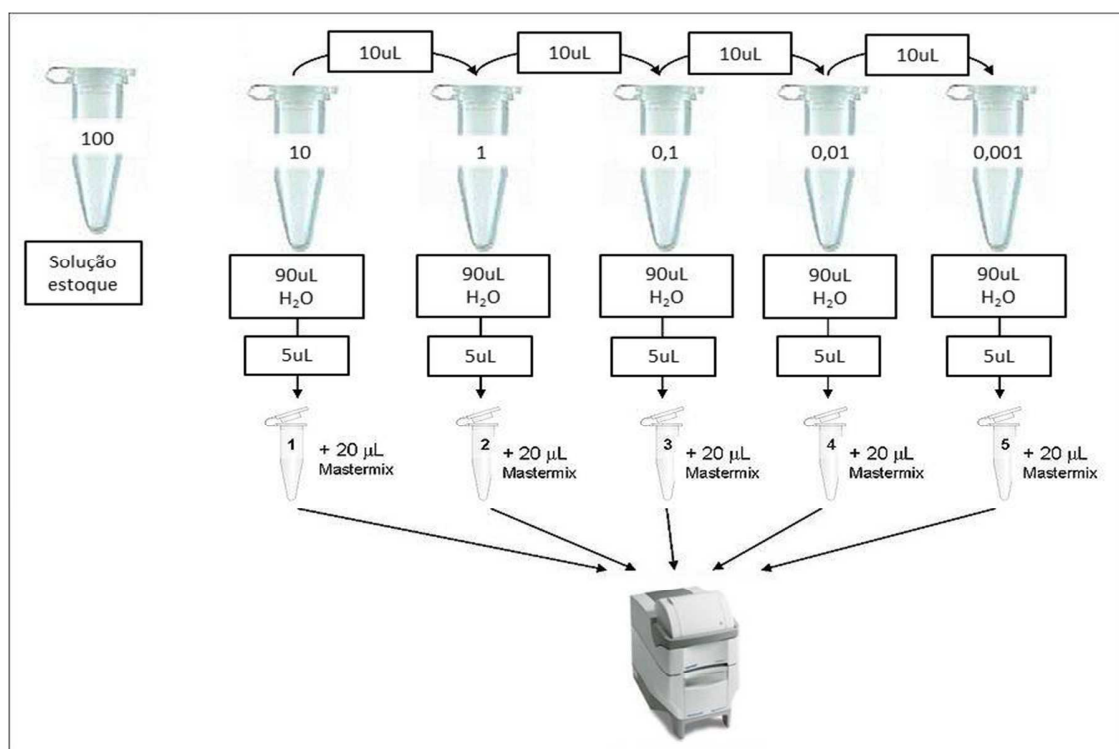 10uL
10uL
10uL
10uL
100
10
1
0,1
0,01
0,001
Solução
estoque
90uL
H₂O
90uL
H₂O
90uL
H₂O
90uL
H₂O
90uL
H₂O
5uL
5uL
5uL
5uL
5uL
1
+ 20 µL
Mastermix
2
+ 20 µL
Mastermix
3
+ 20 µL
Mastermix
4
+ 20 µL
Mastermix
5
+ 20 µL
Mastermix